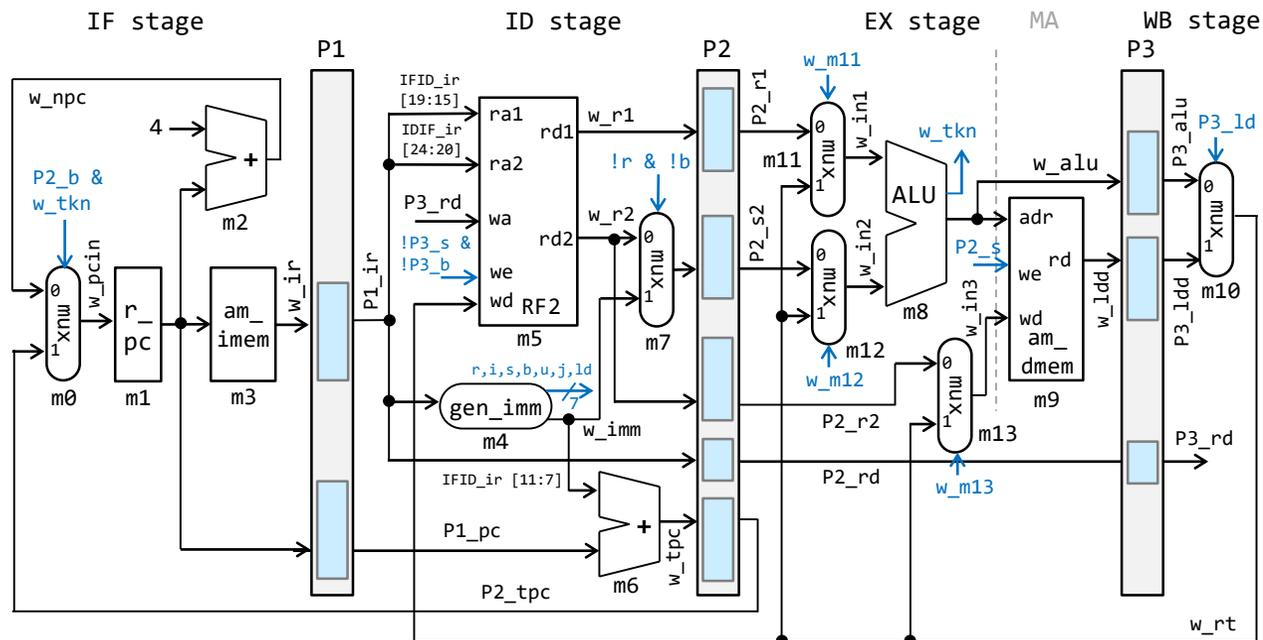 IF stage
ID stage
EX stage
MA
WB stage
P1
P2
P3
w_npc
4
+
m2
P2_b &
w_tkn
0
mux
1
m0
w_pcin
r_
pc
m1
am_
imem
m3
w_ir
P1_ir
IFID_ir
[19:15]
IDIF_ir
[24:20]
P3_rd
!P3_s &
!P3_b
ra1
ra2
wa
we
wd
rd1
rd2
RF2
m5
w_r1
w_r2
!r & !b
0
mux
1
m7
r,i,s,b,u,j,ld
7
gen_imm
m4
w_imm
IFID_ir [11:7]
P1_pc
+
m6
w_tpc
P2_tpc
P2_r1
P2_s2
w_m11
0
mux
1
m11
w_in1
0
mux
1
m12
w_m12
w_in2
w_tkn
ALU
m8
P2_r2
P2_rd
w_in3
0
mux
1
m13
w_m13
w_alu
P2_s
adr
rd
we
wd
am_
dmem
m9
w_ldd
P3_alu
P3_ldd
P3_ld
0
mux
1
m10
P3_rd
w_rt